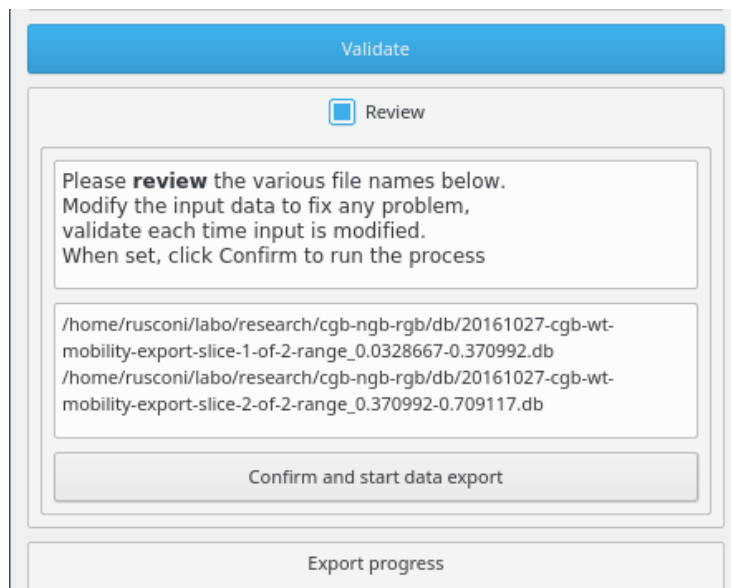 Validate
Review
Please review the various file names below.
Modify the input data to fix any problem,
validate each time input is modified.
When set, click Confirm to run the process
/home/rusconi/labo/research/cgb-ngb-rgb/db/20161027-cgb-wt-
mobility-export-slice-1-of-2-range_0.0328667-0.370992.db
/home/rusconi/labo/research/cgb-ngb-rgb/db/20161027-cgb-wt-
mobility-export-slice-2-of-2-range_0.370992-0.709117.db
Confirm and start data export
Export progress